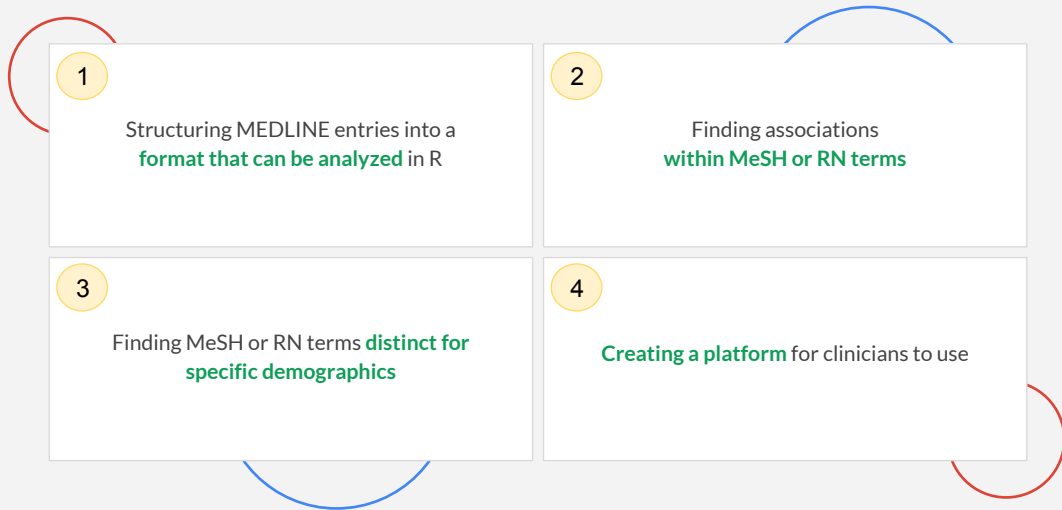 1
Structuring MEDLINE entries into a
format that can be analyzed in R
2
Finding associations
within MeSH or RN terms
3
Finding MeSH or RN terms distinct for
specific demographics
4
Creating a platform for clinicians to use